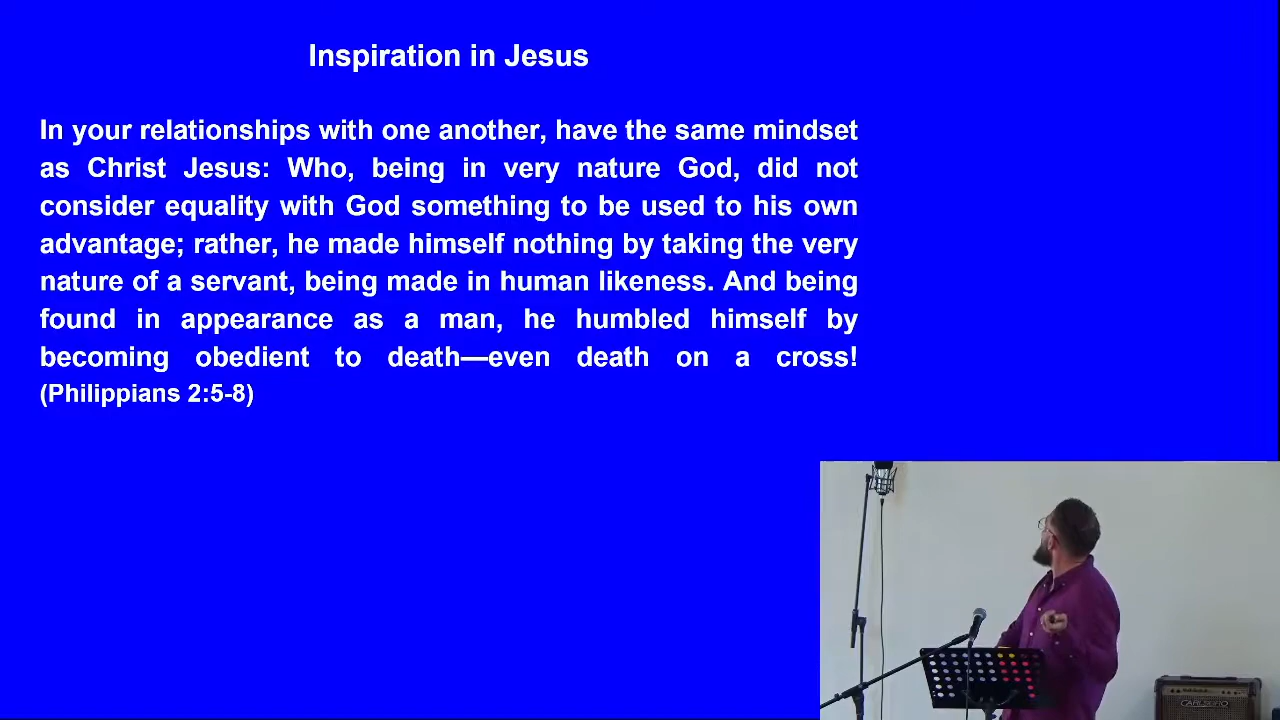 Inspiration in Jesus
In your relationships with one another, have the same mindset
as Christ Jesus: Who, being in very nature God, did not
consider equality with God something to be used to his own
advantage; rather, he made himself nothing by taking the very
nature of a servant, being made in human likeness. And being
found in appearance as a man, he humbled himself by
becoming obedient to death—even death on a cross!
(Philippians 2:5-8)